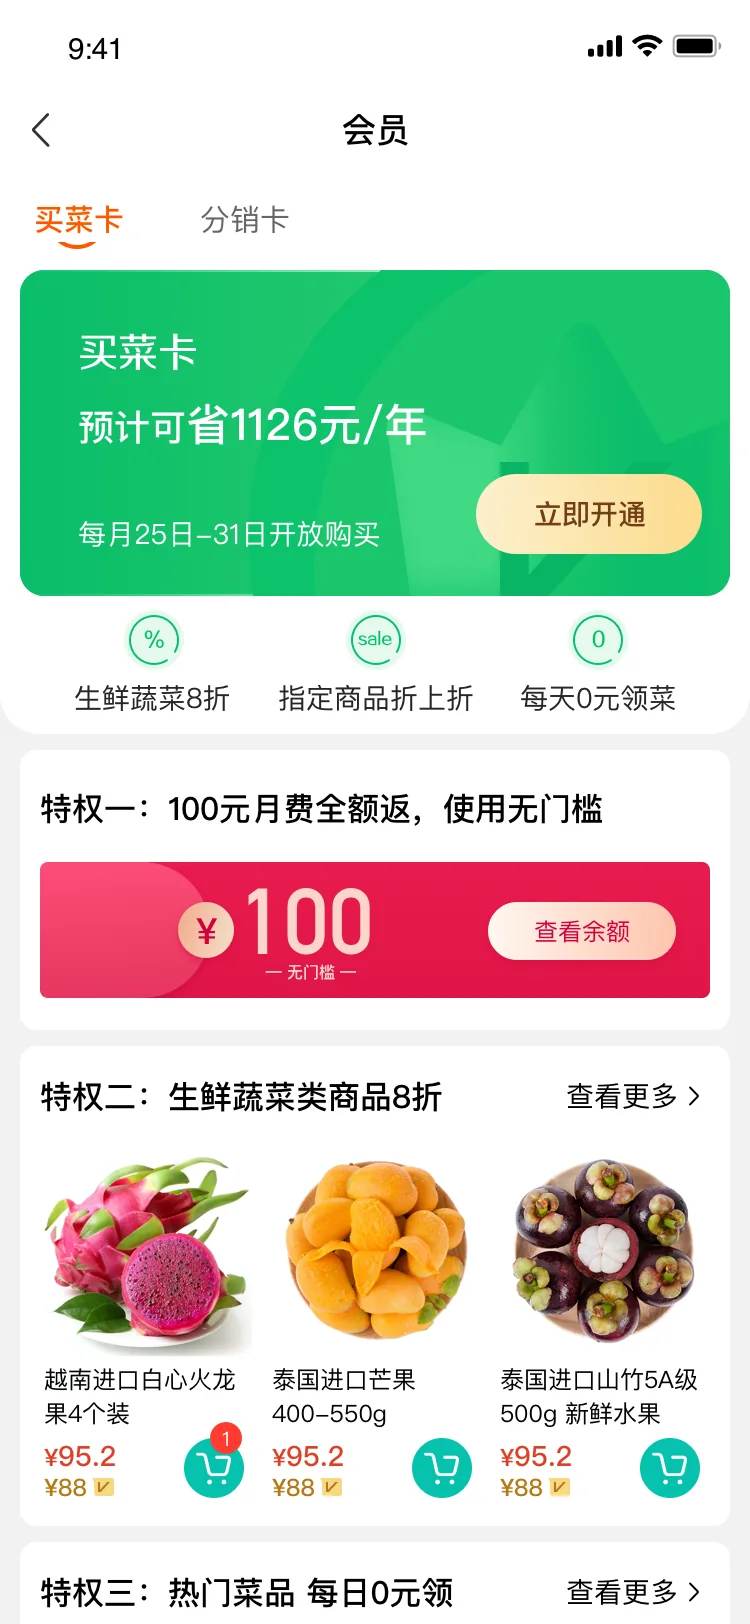 9:41
会员
买菜卡
分销卡
买菜卡
预计可省1126元/年
每月25日-31日开放购买
立即开通
%
sale
0
生鲜蔬菜8折
指定商品折上折
每天0元领菜
特权一：100元月费全额返，使用无门槛
¥100
— 无门槛 —
查看余额
特权二：生鲜蔬菜类商品8折
查看更多
越南进口白心火龙
果4个装
¥95.2
¥88
1
泰国进口芒果
400-550g
¥95.2
¥88
泰国进口山竹5A级
500g 新鲜水果
¥95.2
¥88
特权三：热门菜品 每日0元领
查看更多